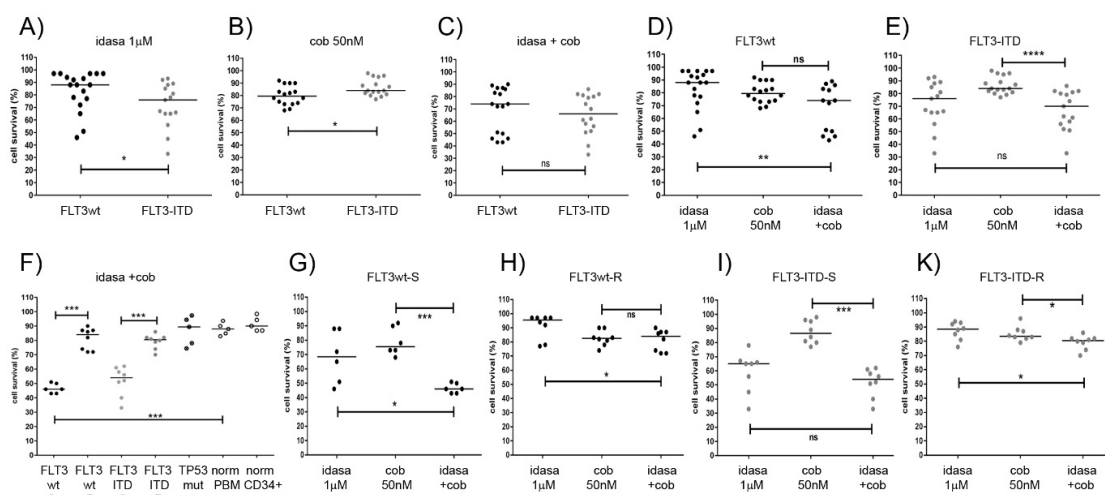 A)
idasa 1μM
cell survival (%)
110
100
90
80
70
60
50
40
30
20
10
0
*
FLT3wt FLT3-ITD
B)
cob 50nM
cell survival (%)
110
100
90
80
70
60
50
40
30
20
10
0
*
FLT3wt FLT3-ITD
C)
idasa + cob
cell survival (%)
110
100
90
80
70
60
50
40
30
20
10
0
ns
FLT3wt FLT3-ITD
D)
FLT3wt
cell survival (%)
110
100
90
80
70
60
50
40
30
20
10
0
ns
**
idasa cob idasa
1μM 50nM +cob
E)
FLT3-ITD
cell survival (%)
110
100
90
80
70
60
50
40
30
20
10
0
****
ns
idasa cob idasa
1μM 50nM +cob
F)
idasa +cob
cell survival (%)
110
100
90
80
70
60
50
40
30
20
10
0
*** ***
***
FLT3 FLT3 FLT3 FLT3 TP53 norm norm
wt wt ITD ITD mut PBM CD34+
G)
FLT3wt-S
cell survival (%)
110
100
90
80
70
60
50
40
30
20
10
0
***
*
idasa cob idasa
1μM 50nM +cob
H)
FLT3wt-R
cell survival (%)
110
100
90
80
70
60
50
40
30
20
10
0
ns
*
idasa cob idasa
1μM 50nM +cob
I)
FLT3-ITD-S
cell survival (%)
110
100
90
80
70
60
50
40
30
20
10
0
***
ns
idasa cob idasa
1μM 50nM +cob
K)
FLT3-ITD-R
cell survival (%)
110
100
90
80
70
60
50
40
30
20
10
0
*
*
idasa cob idasa
1μM 50nM +cob